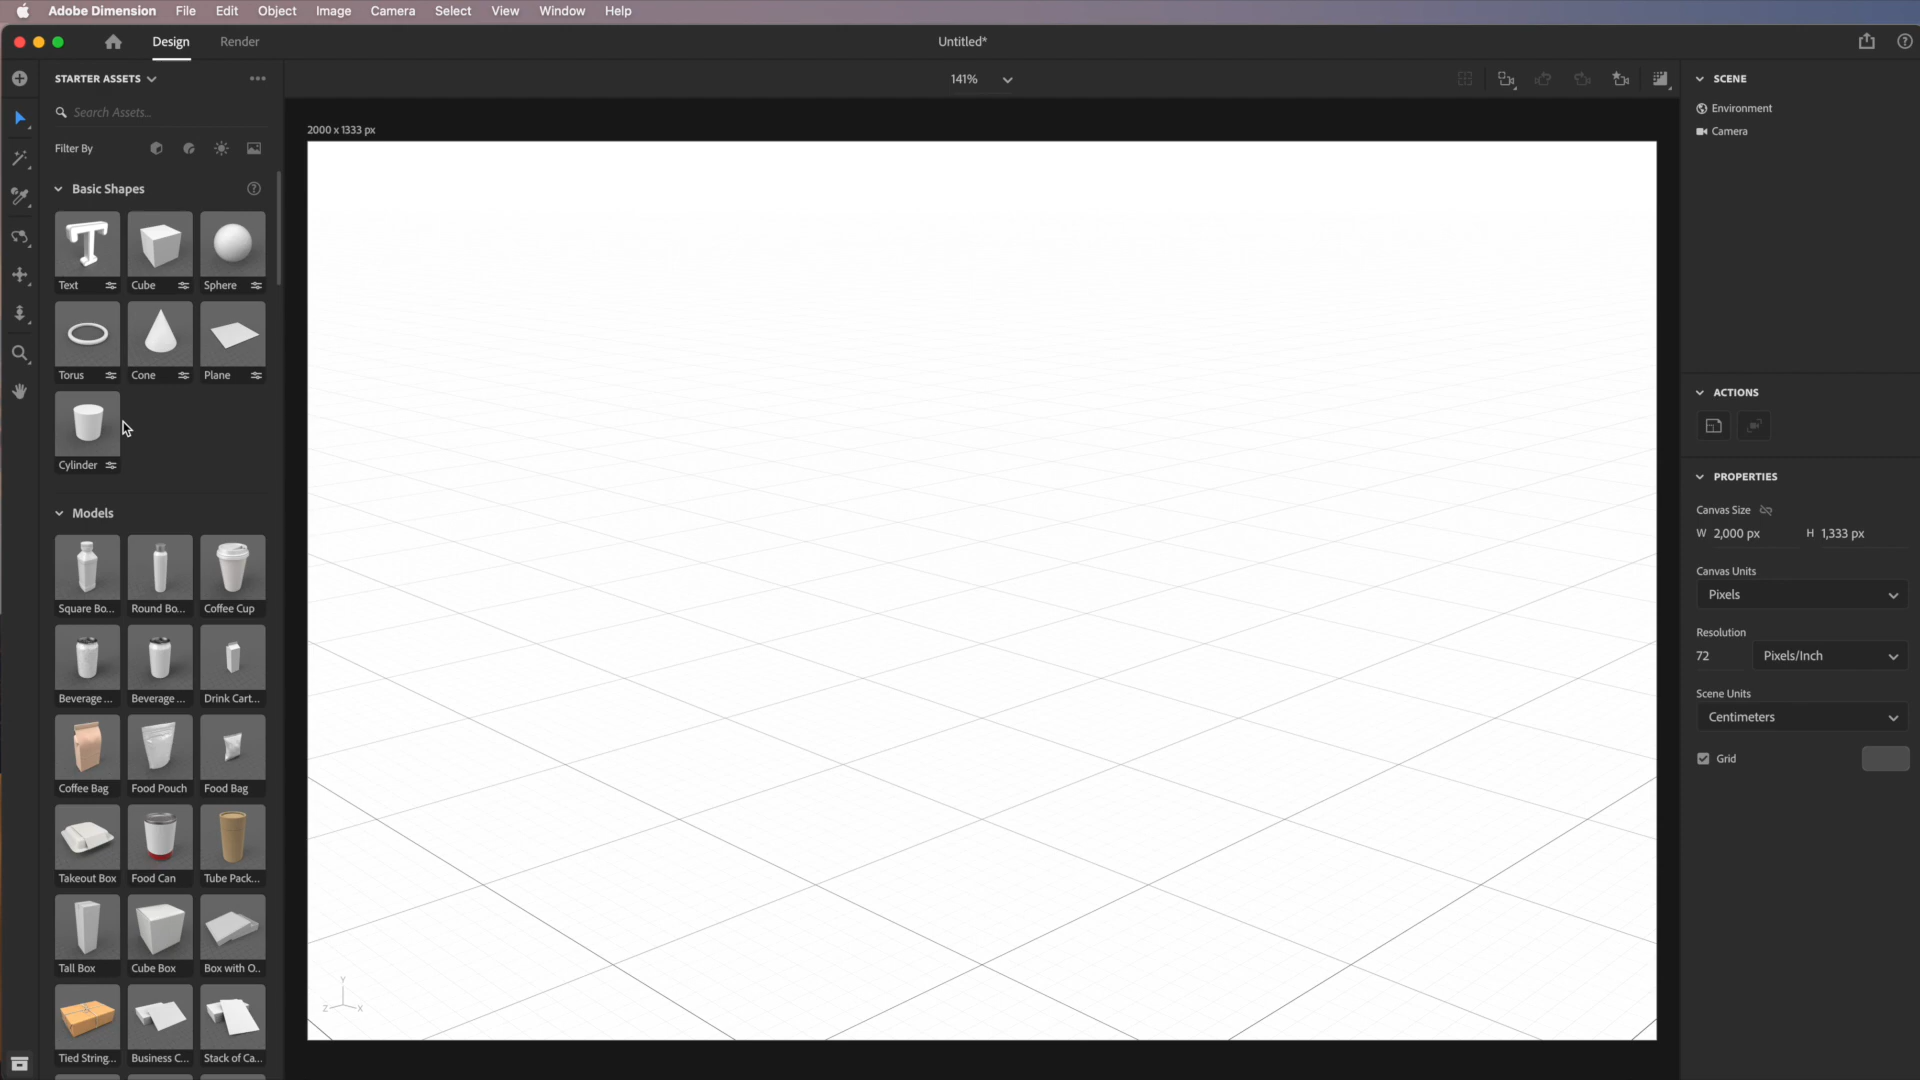 Adobe Dimension File Edit Object Image Camera Select View Window Help
Design Render Untitled*
STARTER ASSETS
141%
Search Assets...
Filter By
Basic Shapes
Text Cube Sphere
Torus Cone Plane
Cylinder
Models
Square Bo... Round Bo... Coffee Cup
Beverage ... Beverage ... Drink Cart...
Coffee Bag Food Pouch Food Bag
Takeout Box Food Can Tube Pack...
Tall Box Cube Box Box with O..
Tied String... Business C... Stack of Ca...
2000 x 1333 px
Y
Z X
SCENE
Environment
Camera
ACTIONS
PROPERTIES
Canvas Size
W 2,000 px H 1,333 px
Canvas Units
Pixels
Resolution
72 Pixels/Inch
Scene Units
Centimeters
Grid